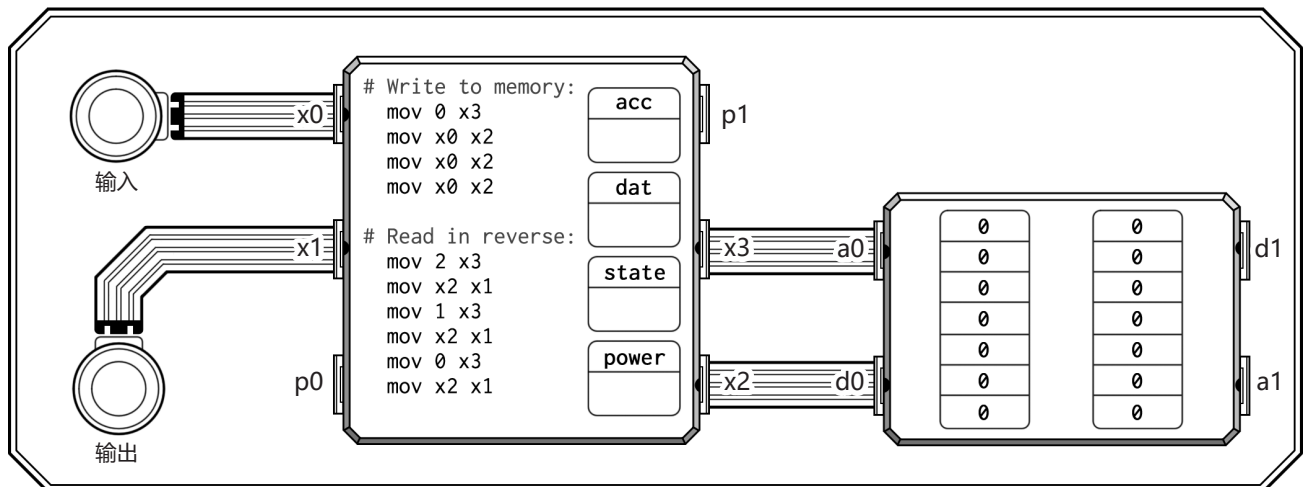 输入
输出
x0
x1
p0
# Write to memory:
mov 0 x3
mov x0 x2
mov x0 x2
mov x0 x2
# Read in reverse:
mov 2 x3
mov x2 x1
mov 1 x3
mov x2 x1
mov 0 x3
mov x2 x1
acc
dat
state
power
p1
x3
x2
a0
d0
0
0
0
0
0
0
0
0
0
0
0
0
0
0
d1
a1